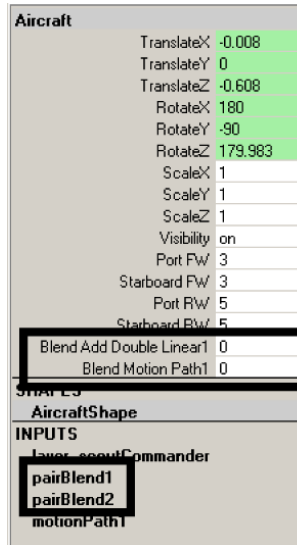 Aircraft
TranslateX -0.008
TranslateY 0
TranslateZ -0.608
RotateX 180
RotateY -90
RotateZ 179.983
ScaleX 1
ScaleY 1
ScaleZ 1
Visibility on
Port FW 3
Starboard FW 3
Port RW 5
Starboard RW 5
Blend Add Double Linear1 0
Blend Motion Path1 0
SHAPES
AircraftShape
INPUTS
layer_scoutCommander
pairBlend1
pairBlend2
motionPath1